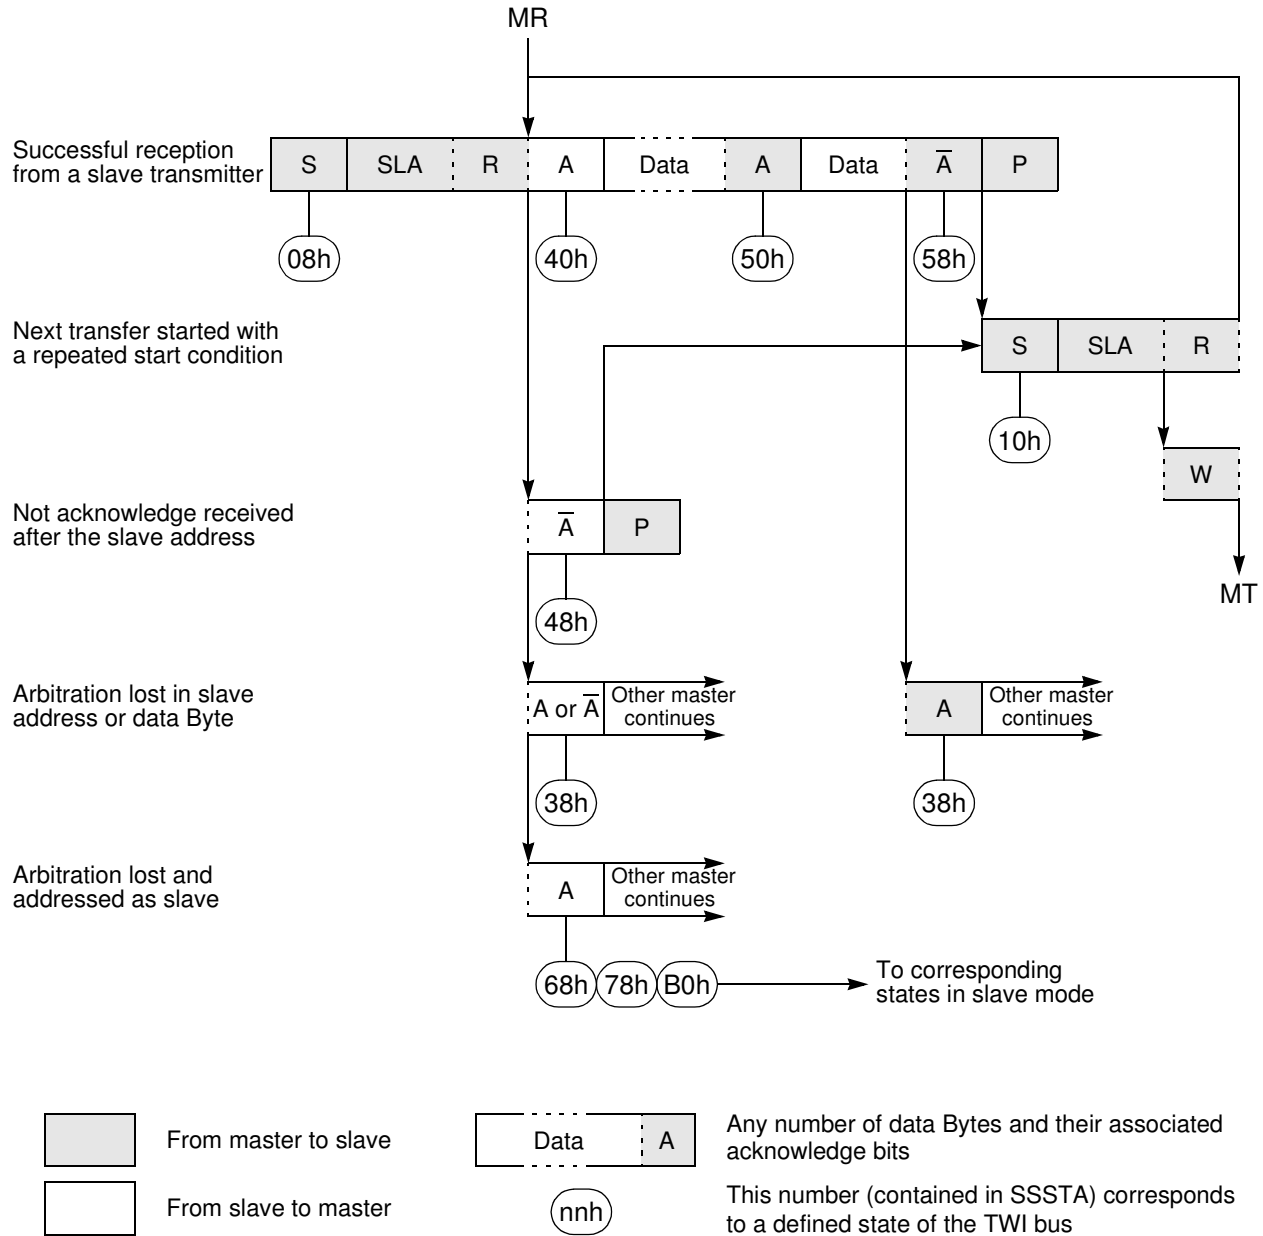 MR
Successful reception
from a slave transmitter
S SLA R A Data A Data A̅ P
08h 40h 50h 58h
Next transfer started with
a repeated start condition
S SLA R
10h
W
MT
Not acknowledge received
after the slave address
A̅ P
48h
Arbitration lost in slave
address or data Byte
A or A̅
Other master
continues
A
Other master
continues
38h 38h
Arbitration lost and
addressed as slave
A
Other master
continues
68h 78h B0h
To corresponding
states in slave mode
From master to slave
Data A
Any number of data Bytes and their associated
acknowledge bits
From slave to master
nnh
This number (contained in SSSTA) corresponds
to a defined state of the TWI bus